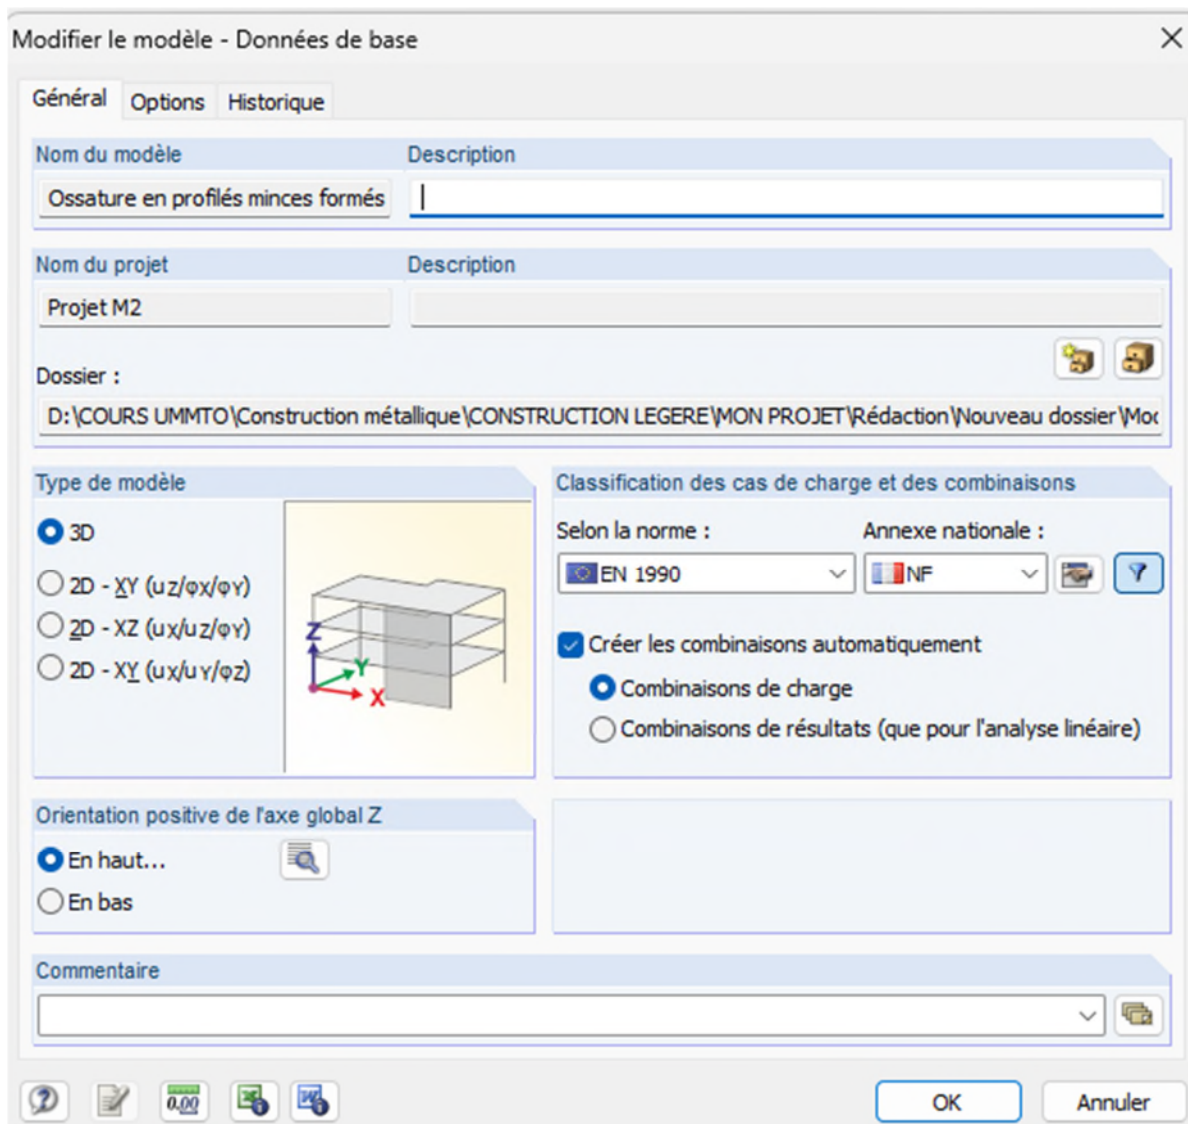 Modifier le modèle - Données de base
Général Options Historique
Nom du modèle Description
Ossature en profilés minces formés
Nom du projet Description
Projet M2
Dossier :
D:\COURS UMMTO\Construction métallique\CONSTRUCTION LEGERE\MON PROJET\Rédaction\Nouveau dossier\Moc
Type de modèle
3D
2D - XY (uZ/φX/φY)
2D - XZ (uX/uZ/φY)
2D - XY (uX/uY/φZ)
Z
Y
X
Classification des cas de charge et des combinaisons
Selon la norme : Annexe nationale :
EN 1990 NF
Créer les combinaisons automatiquement
Combinaisons de charge
Combinaisons de résultats (que pour l'analyse linéaire)
Orientation positive de l'axe global Z
En haut...
En bas
Commentaire
0.00
OK Annuler